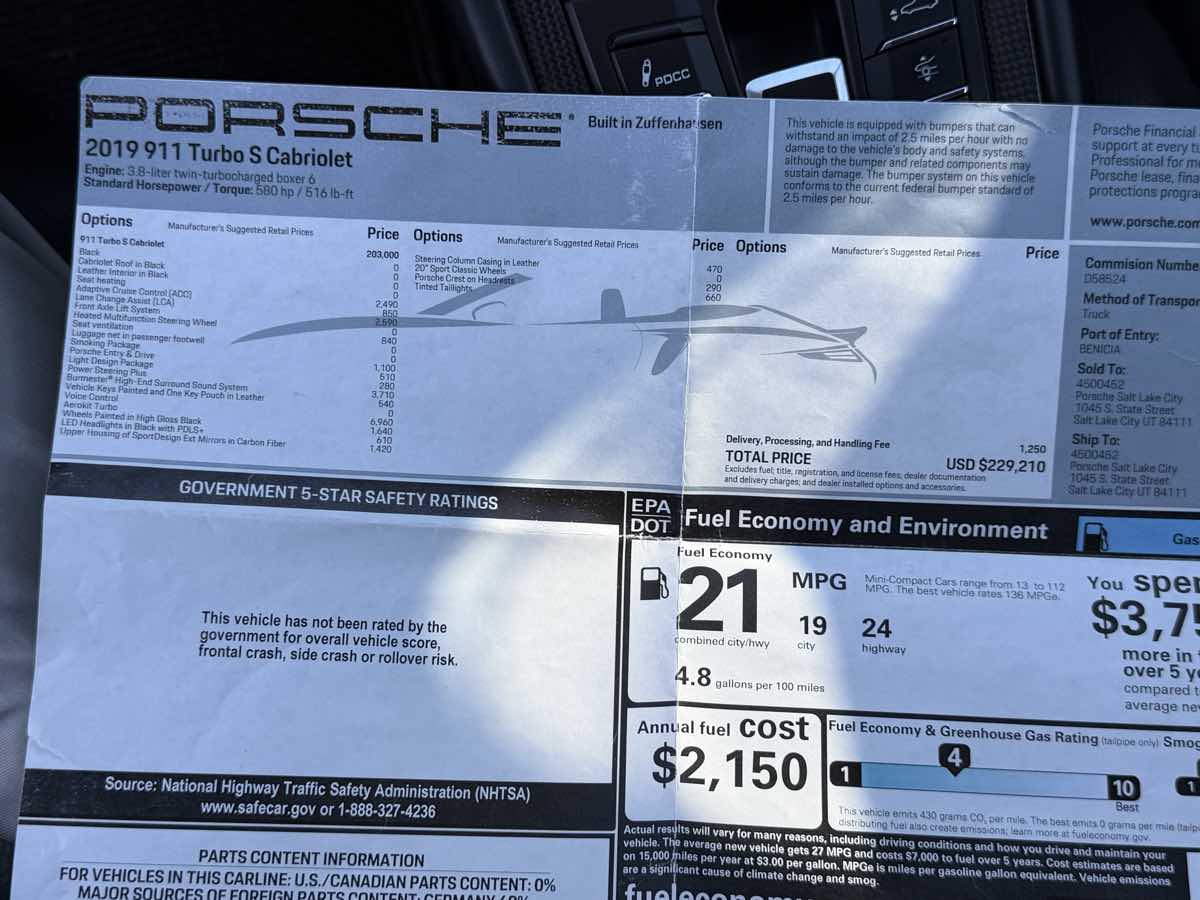 PDCC
PORSCHE®
Built in Zuffenhausen
2019 911 Turbo S Cabriolet
Engine: 3.8-liter twin-turbocharged boxer 6
Standard Horsepower / Torque: 580 hp / 516 lb-ft
This vehicle is equipped with bumpers that can
withstand an impact of 2.5 miles per hour with no
damage to the vehicle's body and safety systems,
although the bumper and related components may
sustain damage. The bumper system on this vehicle
conforms to the current federal bumper standard of
2.5 miles per hour.
Porsche Financial
support at every
Professional for
Porsche lease,
protections
www.porsche.com
Options Manufacturer's Suggested Retail Prices Price
911 Turbo S Cabriolet 203,000
Black 0
Cabriolet Roof in Black 0
Leather Interior in Black 0
Seat heating 0
Adaptive Cruise Control (ACC) 2,490
Lane Change Assist (LCA) 850
Front Axle Lift System 2,590
Heated Multifunction Steering Wheel 0
Seat ventilation 840
Luggage net in passenger footwell 0
Smoking Package 0
Porsche Entry & Drive 1,100
Light Design Package 510
Power Steering Plus 280
Burmester® High-End Surround Sound System 3,710
Vehicle Keys Painted and One Key Pouch in Leather 540
Voice Control 0
Aerokit Turbo 6,960
Wheels Painted in High Gloss Black 1,640
LED Headlights in Black with PDLS+ 610
Upper Housing of SportDesign Ext Mirrors in Carbon Fiber 1,420
Options Manufacturer's Suggested Retail Prices Price
Steering Column Casing in Leather 470
20" Sport Classic Wheels 0
Porsche Crest on Headrests 290
Tinted Taillights 660
Options Manufacturer's Suggested Retail Prices Price
Delivery, Processing, and Handling Fee 1,250
TOTAL PRICE USD $229,210
Excludes fuel; title, registration, and license fees; dealer documentation
and delivery charges; and dealer installed options and accessories.
Commision Numbe
D58524
Method of Transpor
Truck
Port of Entry:
BENICIA
Sold To:
4500452
Porsche Salt Lake City
1045 S. State Street
Salt Lake City UT 84111
Ship To:
4500452
Porsche Salt Lake City
1045 S. State Street
Salt Lake City UT 84111
GOVERNMENT 5-STAR SAFETY RATINGS
This vehicle has not been rated by the
government for overall vehicle score,
frontal crash, side crash or rollover risk.
Source: National Highway Traffic Safety Administration (NHTSA)
www.safecar.gov or 1-888-327-4236
PARTS CONTENT INFORMATION
FOR VEHICLES IN THIS CARLINE: U.S./CANADIAN PARTS CONTENT: 0%
MAJOR SOURCES OF FOREIGN PARTS CONTENT: GERMANY
EPA
DOT
Fuel Economy and Environment
Gas
Fuel Economy
21 MPG
combined city/hwy
19
city
24
highway
Mini-Compact Cars range from 13 to 112
MPG. The best vehicle rates 136 MPGe.
4.8 gallons per 100 miles
You spe
$3,7
more in
over 5
compared
average
Annual fuel cost
$2,150
Fuel Economy & Greenhouse Gas Rating (tailpipe only)
4
1
10
Best
Smog
1
This vehicle emits 430 grams CO₂ per mile. The best emits 0 grams per mile
distributing fuel also create emissions; learn more at fueleconomy.gov.
Actual results will vary for many reasons, including driving conditions and how you drive and maintain your
vehicle. The average new vehicle gets 27 MPG and costs $7,000 to fuel over 5 years. Cost estimates are based
on 15,000 miles per year at $3.00 per gallon. MPGe is miles per gasoline gallon equivalent. Vehicle emissions
are a significant cause of climate change and smog.
fueleconomy